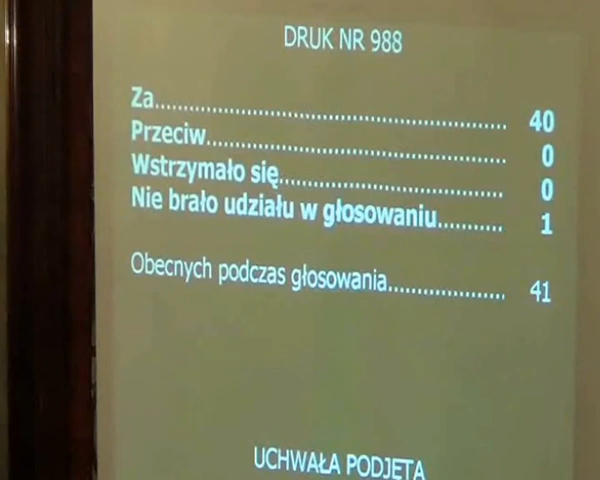 DRUK NR 988
Za.................................................. 40
Przeciw........................................... 0
Wstrzymało się................................ 0
Nie brało udziału w głosowaniu.......... 1
Obecnych podczas głosowania................. 41
UCHWAŁA PODJĘTA